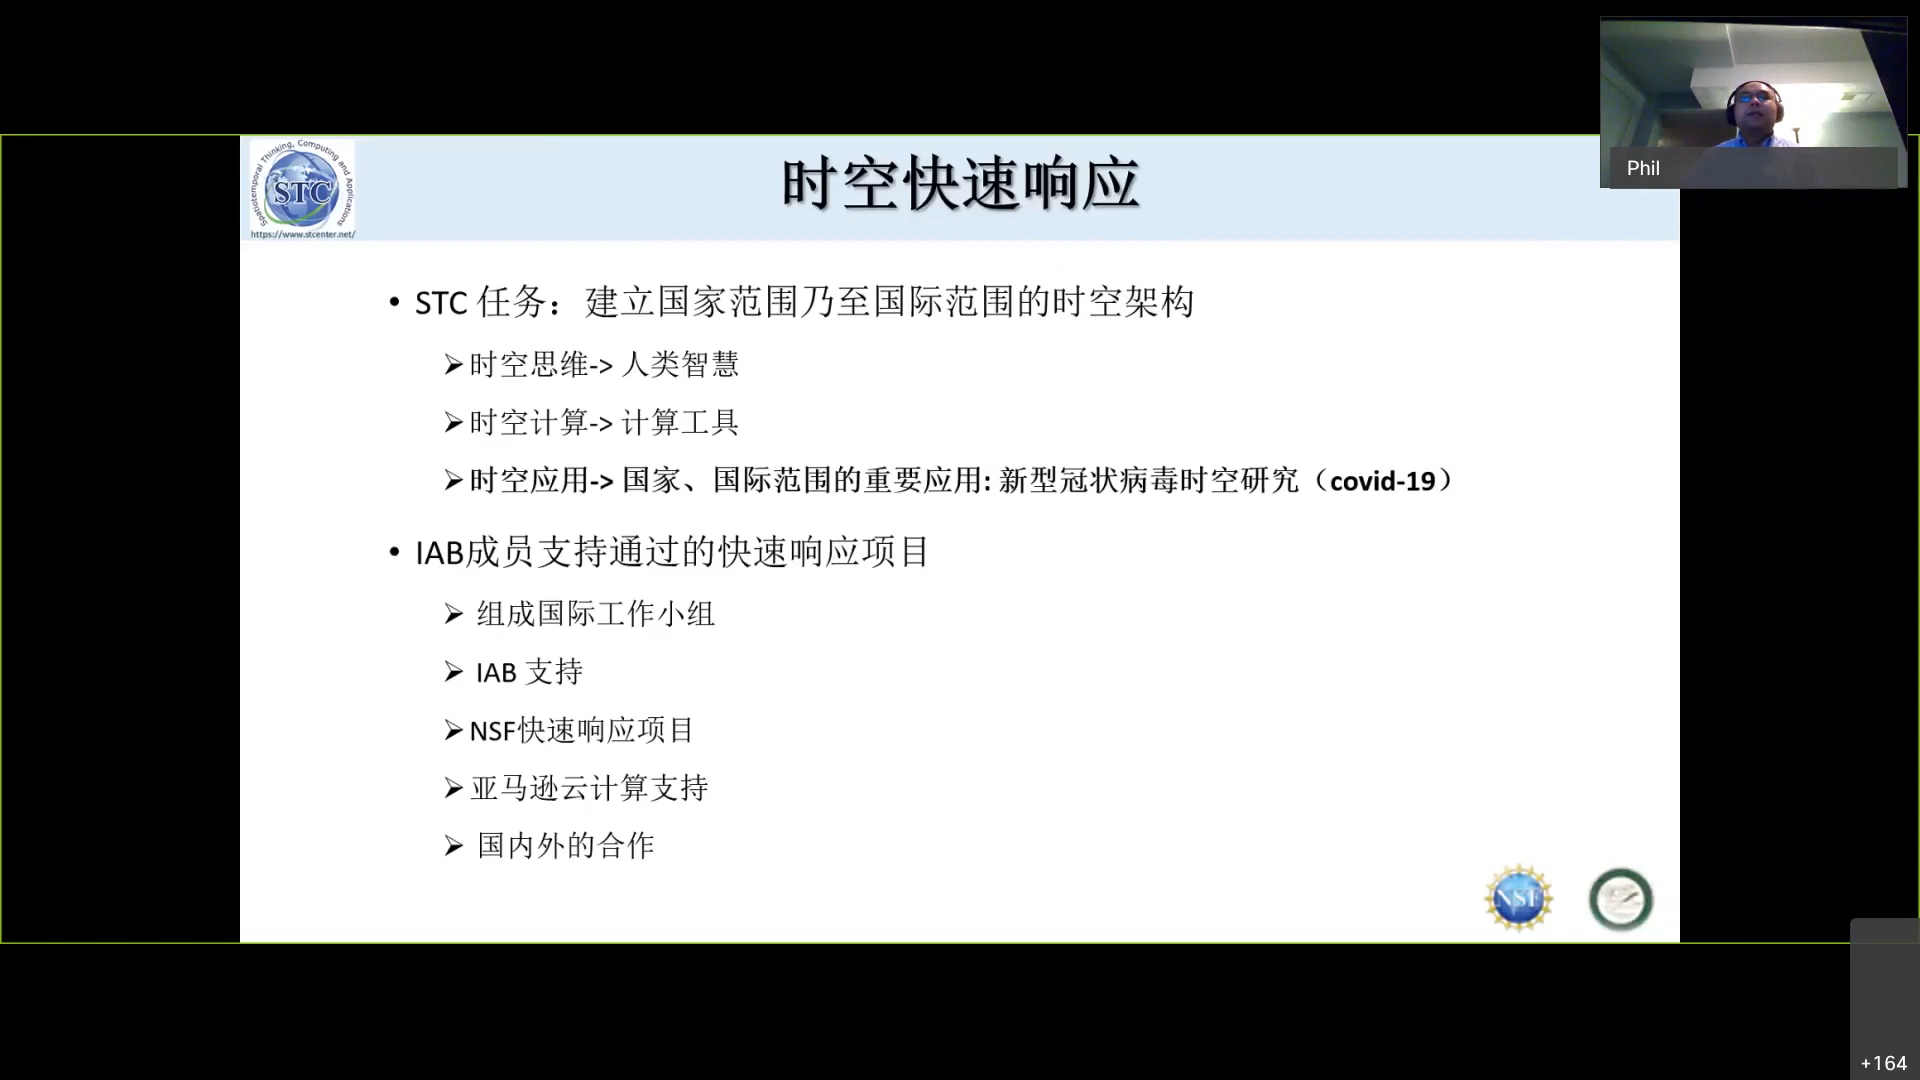 Phil
Spatiotemporal Thinking, Computing and Applications
STC
https://www.stcenter.net/
时空快速响应
• STC 任务：建立国家范围乃至国际范围的时空架构
➢时空思维-> 人类智慧
➢时空计算-> 计算工具
➢时空应用-> 国家、国际范围的重要应用: 新型冠状病毒时空研究（covid-19）
• IAB成员支持通过的快速响应项目
➢ 组成国际工作小组
➢ IAB 支持
➢NSF快速响应项目
➢亚马逊云计算支持
➢ 国内外的合作
NSF
+164